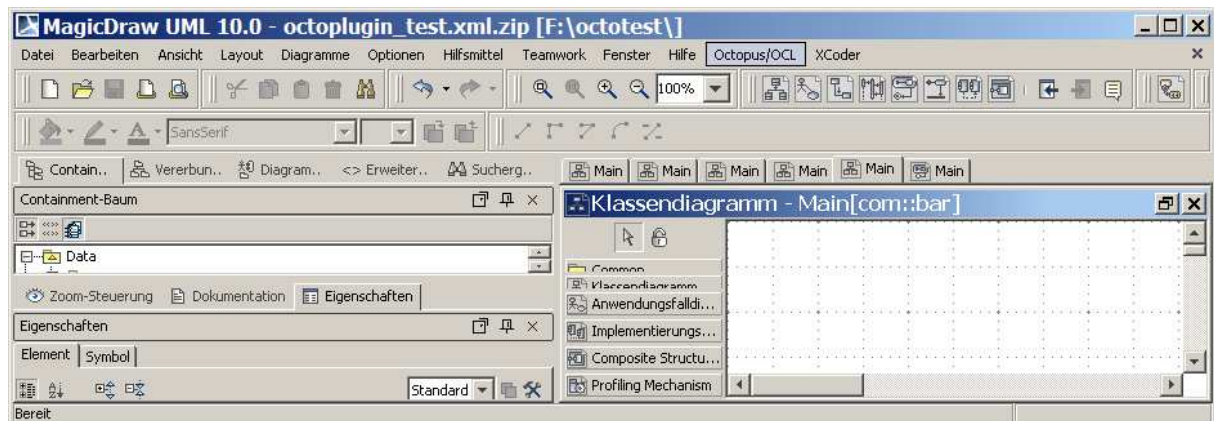 MagicDraw UML 10.0 - octoplugin_test.xml.zip [F:\octotest\]
Datei Bearbeiten Ansicht Layout Diagramme Optionen Hilfsmittel Teamwork Fenster Hilfe Octopus/OCL XCoder
100%
SansSerif
Contain.. Vererbun.. Diagram.. <> Erweiter.. Sucherg..
Main Main Main Main Main Main
Containment-Baum
Klassendiagramm - Main[com::bar]
Data
Common
Klassendiagramm
Zoom-Steuerung Dokumentation Eigenschaften
Anwendungsfalldi...
Eigenschaften
Implementierungs...
Element Symbol
Composite Structu...
Standard
Profiling Mechanism
Bereit